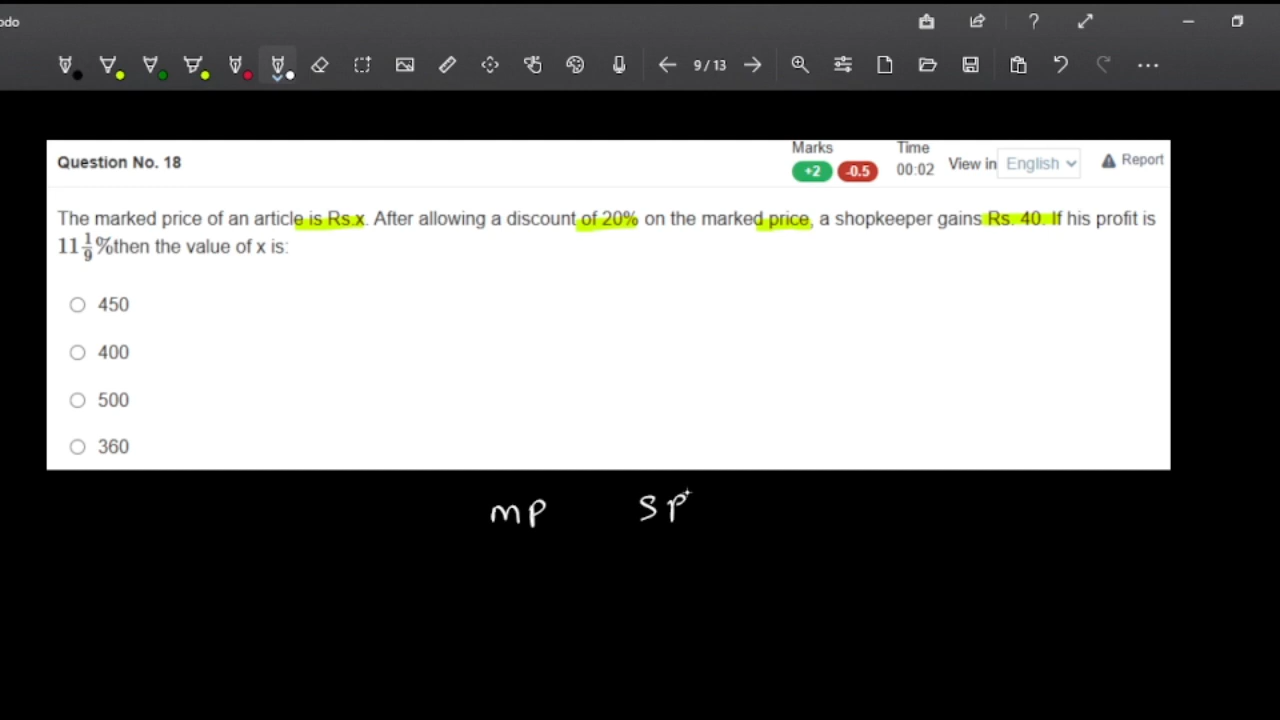 odo
9 / 13
Question No. 18
Marks
+2
-0.5
Time
00:02
View in
English
Report
The marked price of an article is Rs.x. After allowing a discount of 20% on the marked price, a shopkeeper gains Rs. 40. If his profit is
11 1/9 %then the value of x is:
450
400
500
360
mp SP